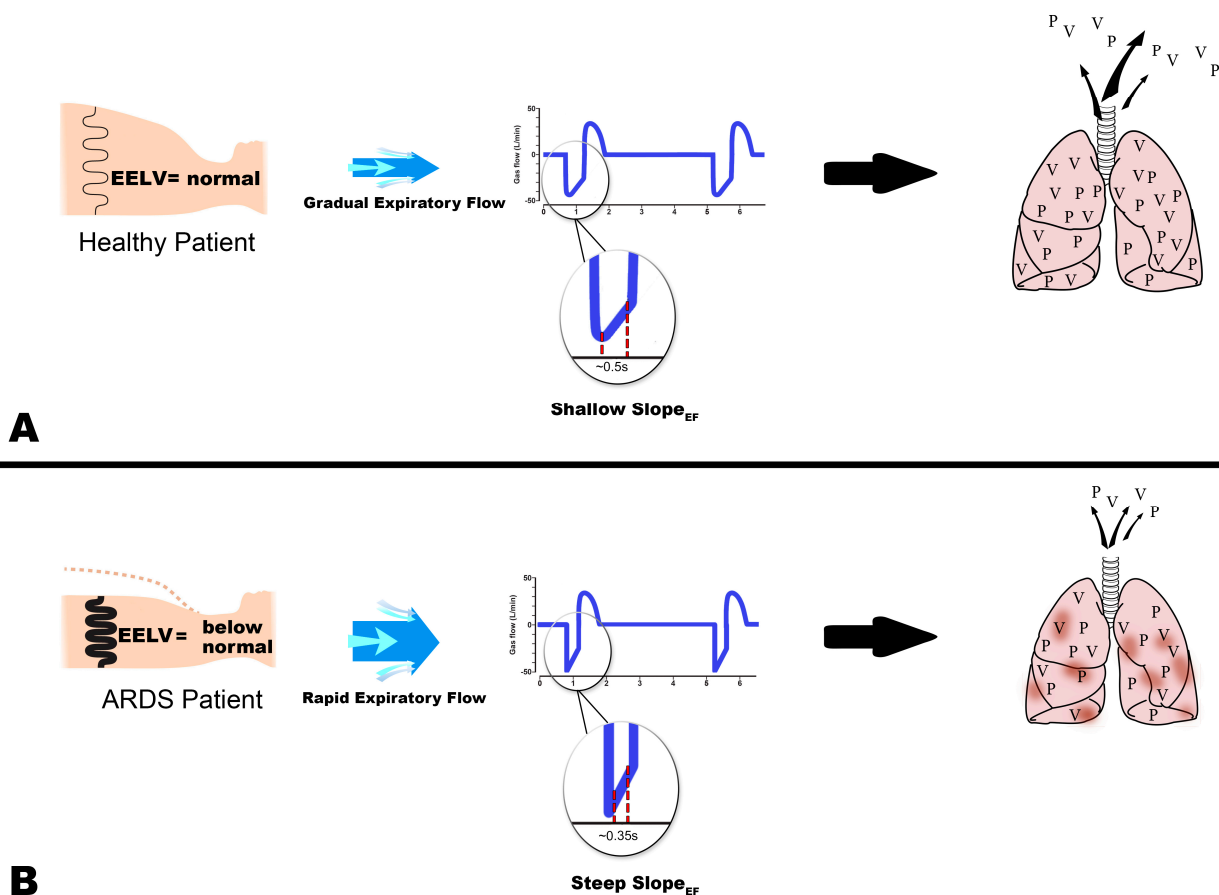 EELV= normal
Healthy Patient
Gradual Expiratory Flow
Gas flow (L/min)
50
0
-50
0 1 2 3 4 5 6
~0.5s
Shallow SlopeEF
P V V P P V V P
V V V VP
V P P V P V P
P P V V
V P P P V
P V P
V P V P
A
EELV= below
normal
ARDS Patient
Rapid Expiratory Flow
Gas flow (L/min)
50
0
-50
0 1 2 3 4 5 6
~0.35s
Steep SlopeEF
P V V P
V P
V P V V
P P V P V
V P P P
P P V
V P
B